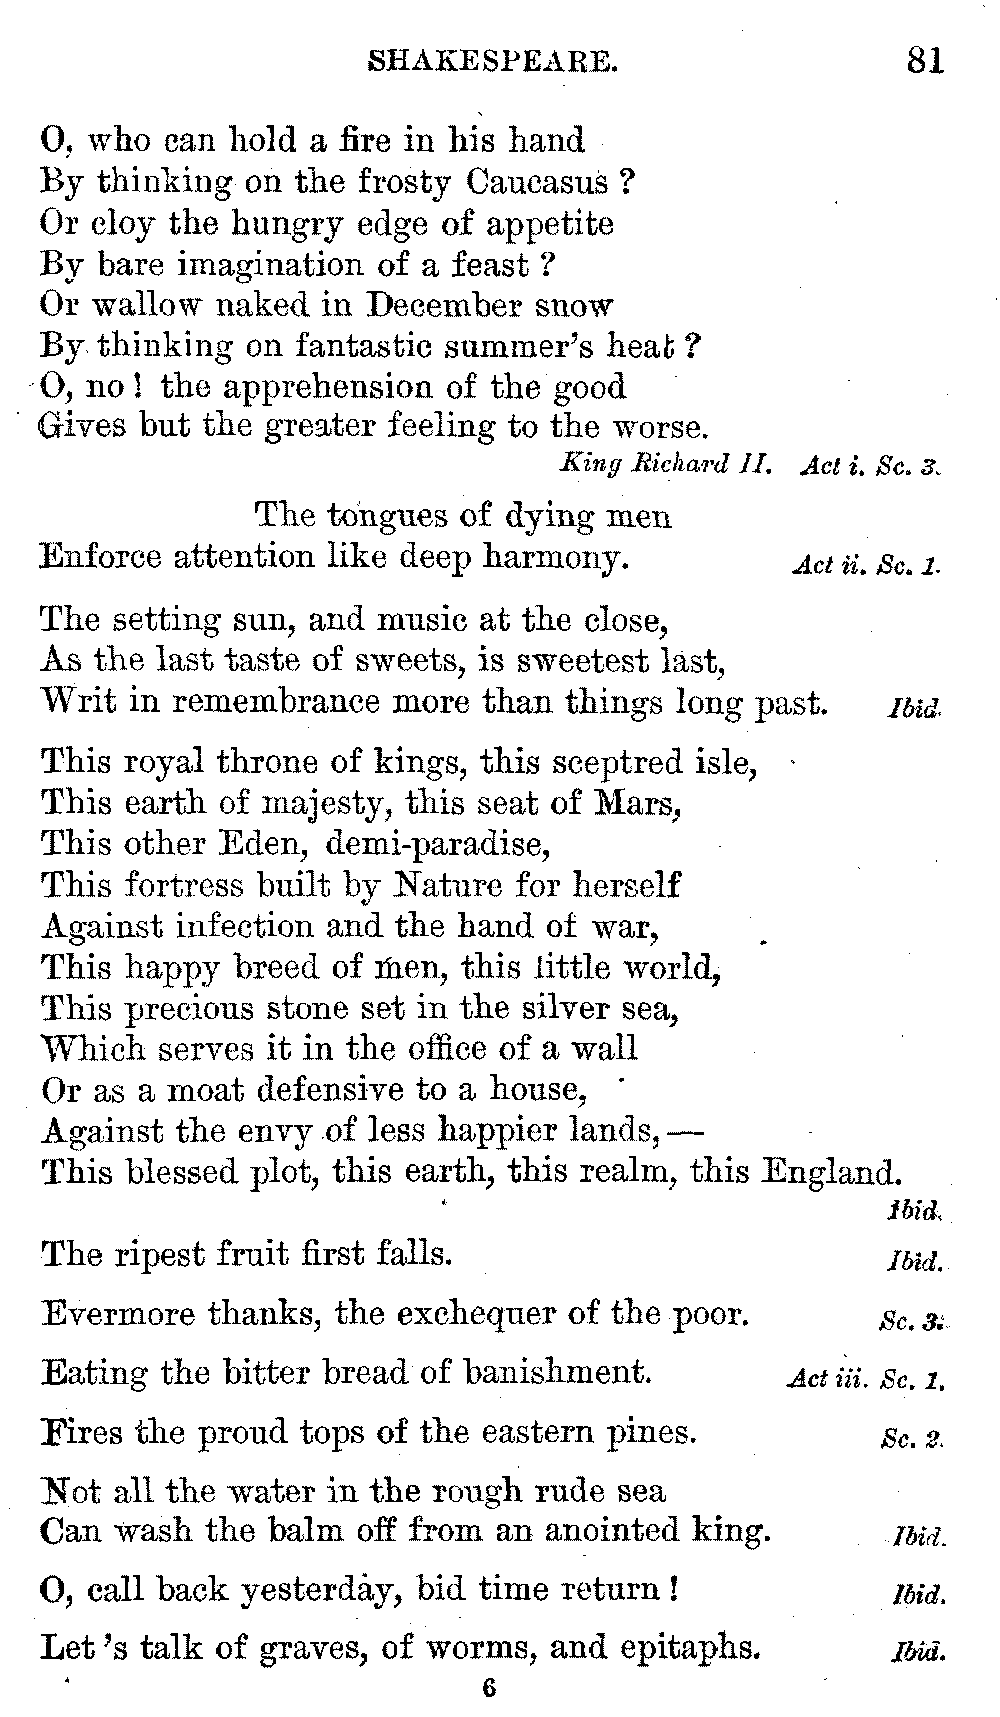 SHAKESPEARE. 81
O, who can hold a fire in his hand
By thinking on the frosty Caucasus ?
Or cloy the hungry edge of appetite
By bare imagination of a feast ?
Or wallow naked in December snow
By thinking on fantastic summer's heat ?
O, no ! the apprehension of the good
Gives but the greater feeling to the worse.
King Richard II. Act i. Sc. 3.
The tongues of dying men
Enforce attention like deep harmony. Act ii. Sc. 1.
The setting sun, and music at the close,
As the last taste of sweets, is sweetest last,
Writ in remembrance more than things long past. Ibid.
This royal throne of kings, this sceptred isle,
This earth of majesty, this seat of Mars,
This other Eden, demi-paradise,
This fortress built by Nature for herself
Against infection and the hand of war,
This happy breed of men, this little world,
This precious stone set in the silver sea,
Which serves it in the office of a wall
Or as a moat defensive to a house,
Against the envy of less happier lands, —
This blessed plot, this earth, this realm, this England.
Ibid.
The ripest fruit first falls. Ibid.
Evermore thanks, the exchequer of the poor. Sc. 3.
Eating the bitter bread of banishment. Act iii. Sc. 1.
Fires the proud tops of the eastern pines. Sc. 2.
Not all the water in the rough rude sea
Can wash the balm off from an anointed king. Ibid.
O, call back yesterday, bid time return ! Ibid.
Let 's talk of graves, of worms, and epitaphs. Ibid.
6